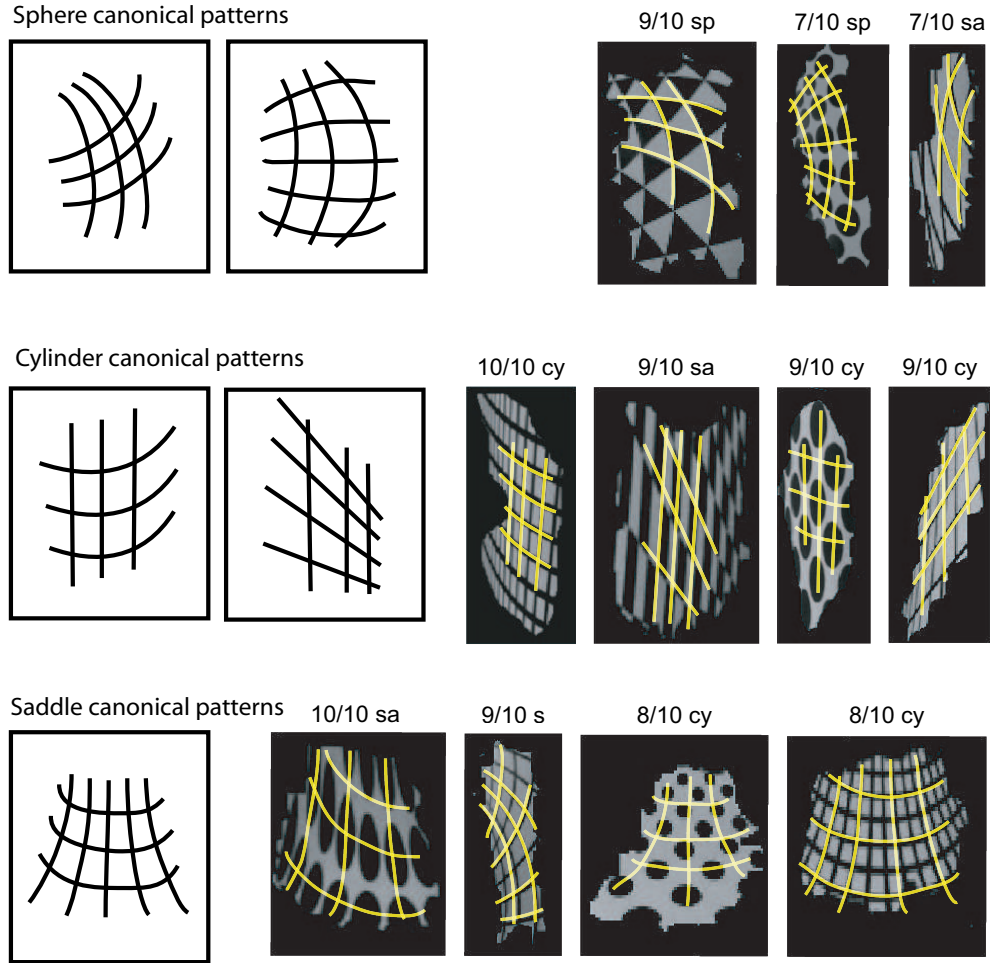 Sphere canonical patterns
9/10 sp 7/10 sp 7/10 sa
Cylinder canonical patterns
10/10 cy 9/10 sa 9/10 cy 9/10 cy
Saddle canonical patterns
10/10 sa 9/10 s 8/10 cy 8/10 cy